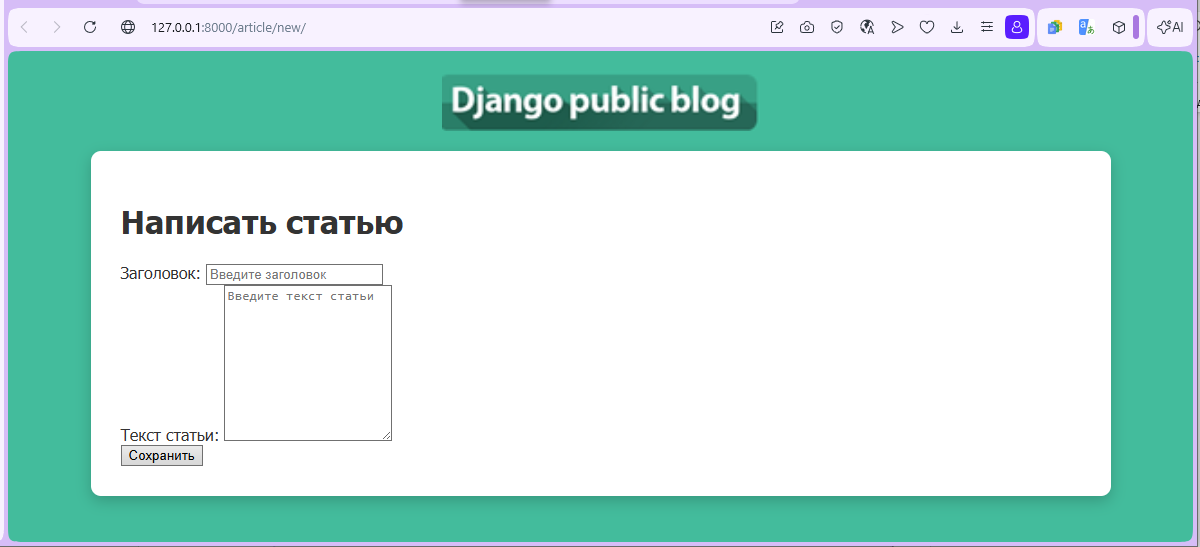 127.0.0.1:8000/article/new/
AI
Django public blog
Написать статью
Заголовок: Введите заголовок
Введите текст статьи
Текст статьи:
Сохранить